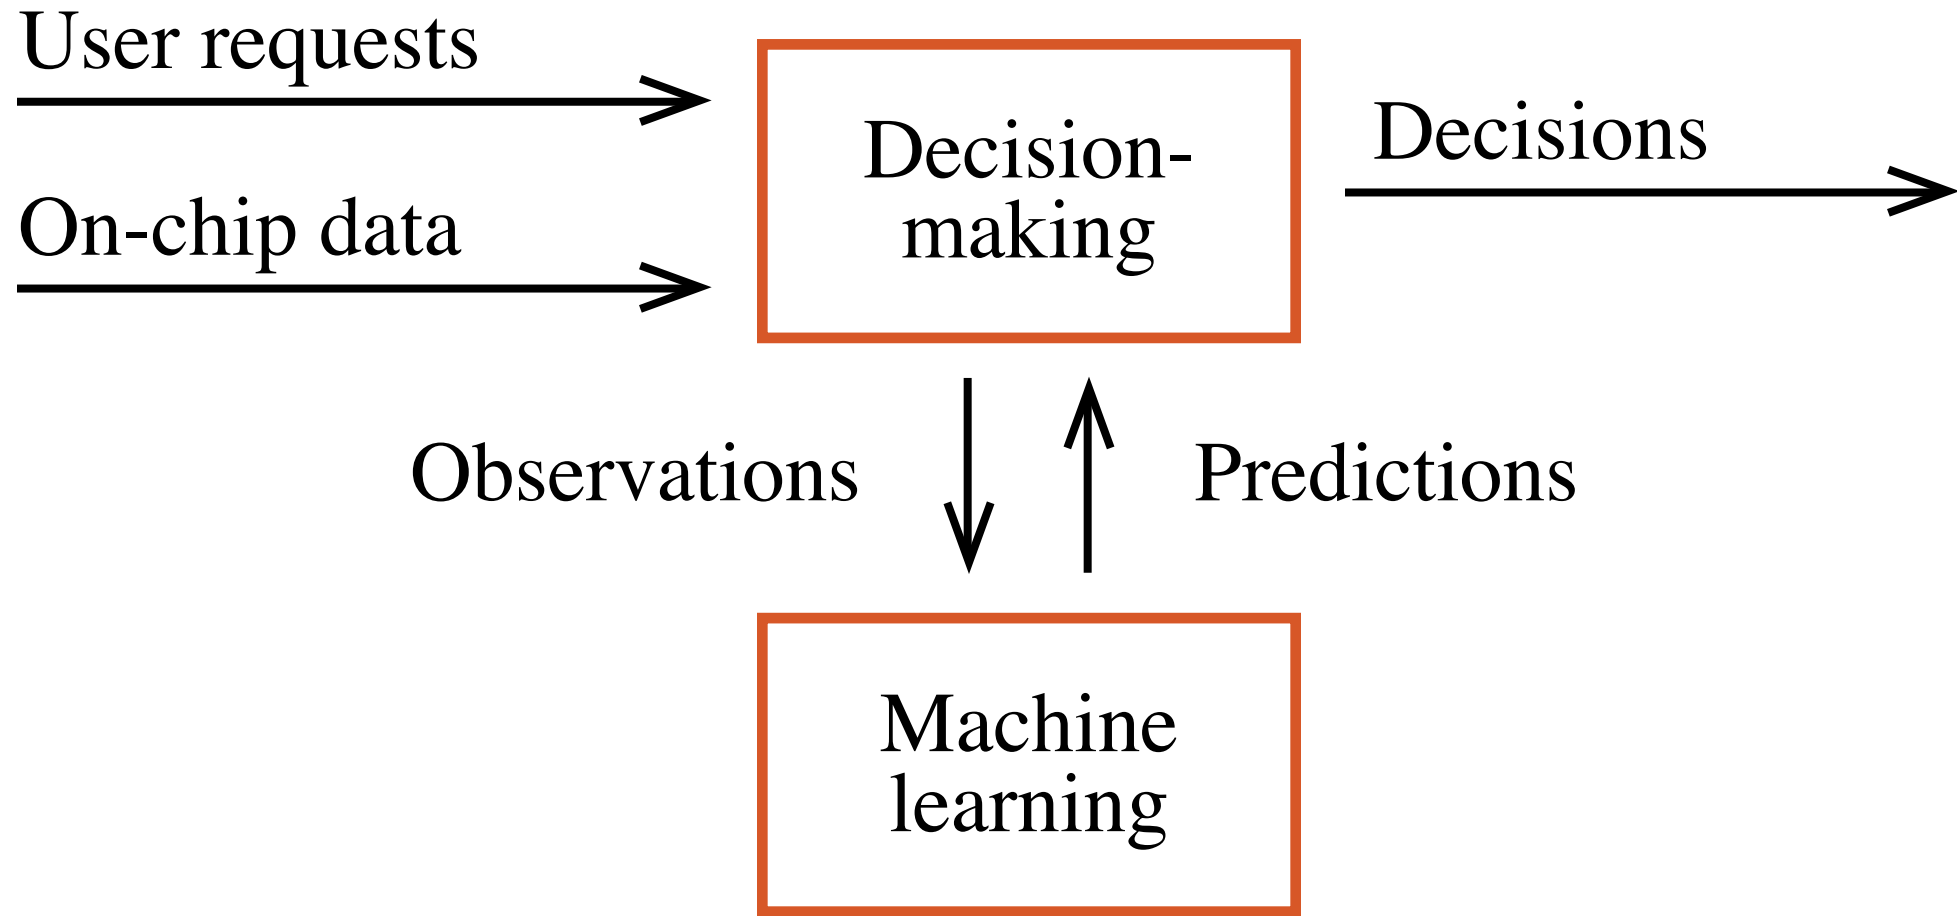 User requests
On-chip data
Decision-
making
Decisions
Observations
Predictions
Machine
learning